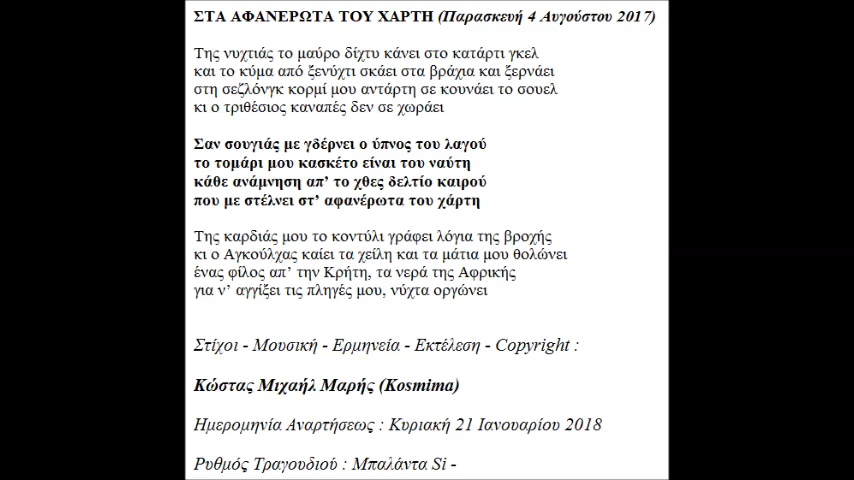 ΣΤΑ ΑΦΑΝΕΡΩΤΑ ΤΟΥ ΧΑΡΤΗ (Παρασκευή 4 Αυγούστου 2017)
Της νυχτιάς το μαύρο δίχτυ κάνει στο κατάρτι γκελ
και το κύμα από ξενύχτι σκάει στα βράχια και ξερνάει
στη σεζλόνγκ κορμί μου αντάρτη σε κουνάει το σουελ
κι ο τριθέσιος καναπές δεν σε χωράει
Σαν σουγιάς με γδέρνει ο ύπνος του λαγού
το τομάρι μου κασκέτο είναι του ναύτη
κάθε ανάμνηση απ’ το χθες δελτίο καιρού
που με στέλνει στ’ αφανέρωτα του χάρτη
Της καρδιάς μου το κοντύλι γράφει λόγια της βροχής
κι ο Αγκούλχας καίει τα χείλη και τα μάτια μου θολώνει
ένας φίλος απ’ την Κρήτη, τα νερά της Αφρικής
για ν’ αγγίξει τις πληγές μου, νύχτα οργώνει
Στίχοι - Μουσική - Ερμηνεία - Εκτέλεση - Copyright :
Κώστας Μιχαήλ Μαρής (Kosmima)
Ημερομηνία Αναρτήσεως : Κυριακή 21 Ιανουαρίου 2018
Ρυθμός Τραγουδιού : Μπαλάντα Si -